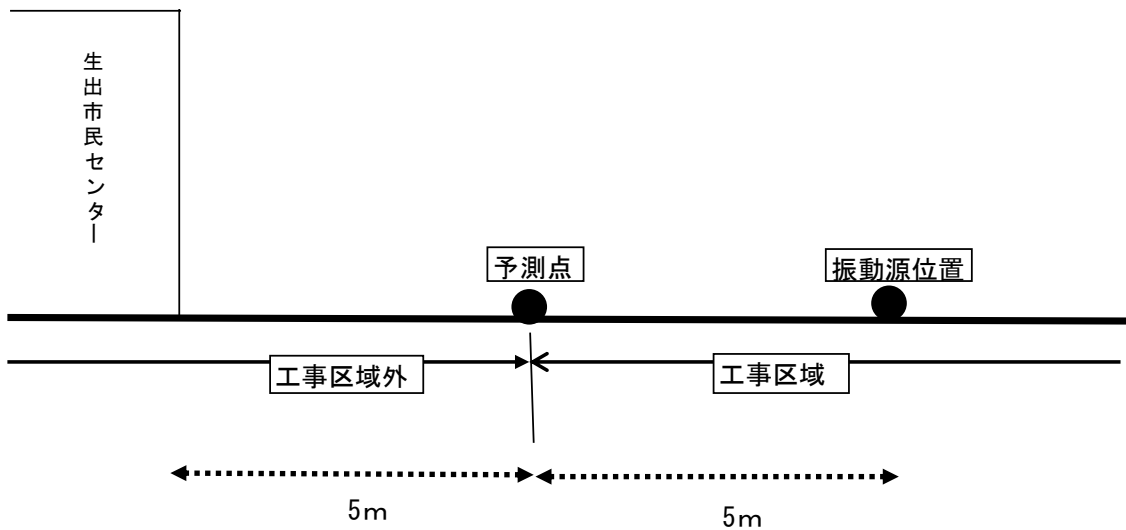 生出市民センター
予測点
振動源位置
工事区域外
工事区域
5m
5m